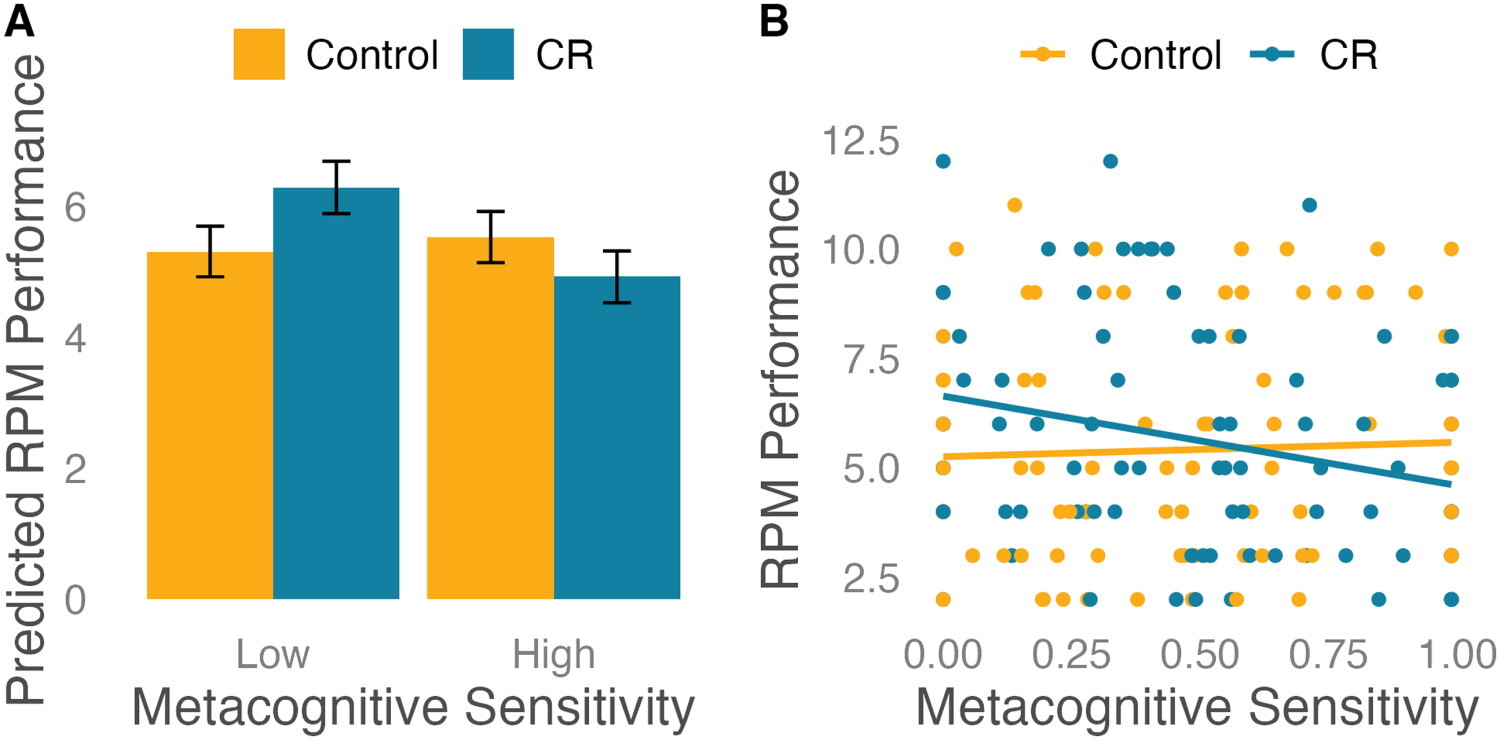 A
Control CR
Predicted RPM Performance
6
4
2
0
Low High
Metacognitive Sensitivity
B
Control CR
RPM Performance
12.5
10.0
7.5
5.0
2.5
0.00 0.25 0.50 0.75 1.00
Metacognitive Sensitivity